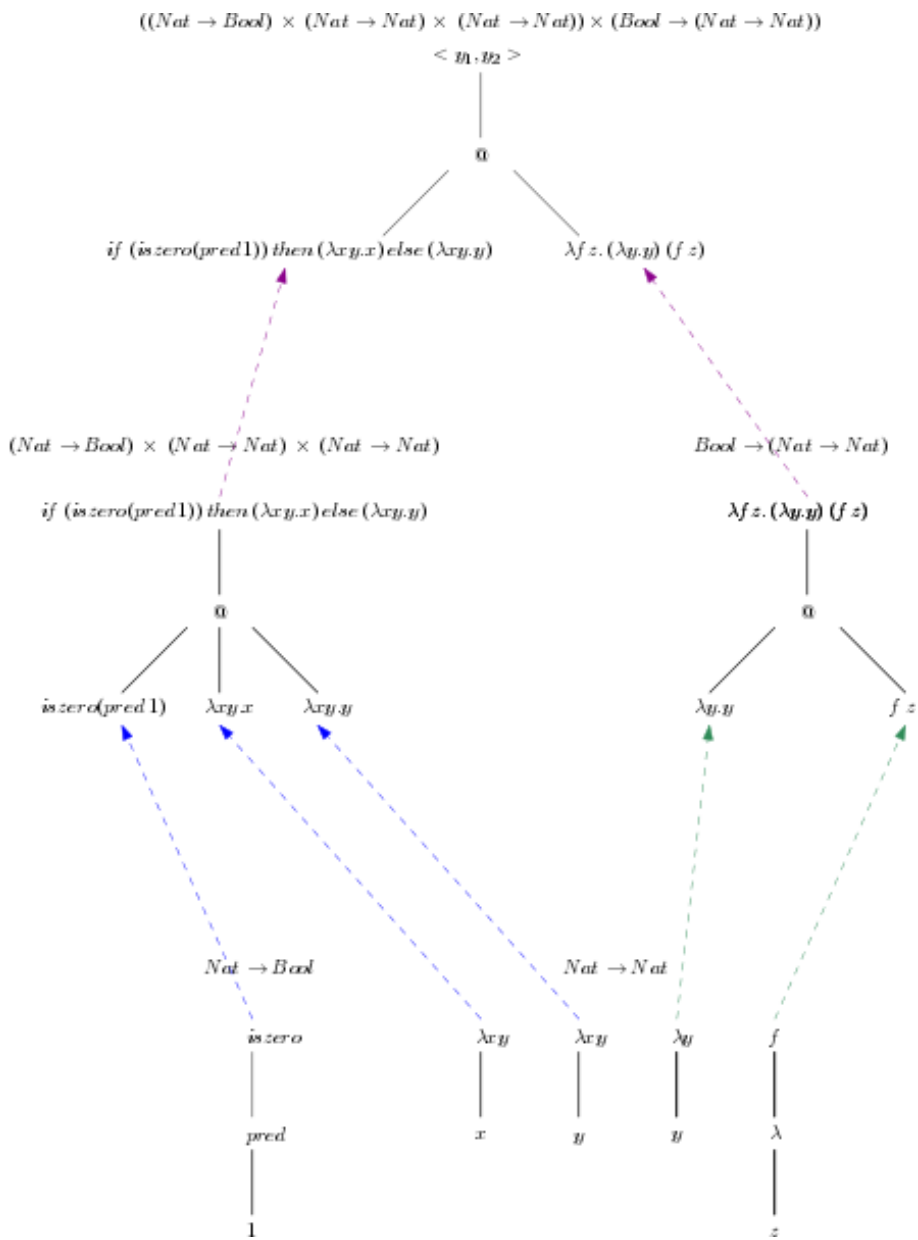 ((Nat → Bool) × (Nat → Nat) × (Nat → Nat)) × (Bool → (Nat → Nat))
< y₁, y₂ >
@
if (iszero(pred 1)) then (λxy.x) else (λxy.y) λf z. (λy.y) (f z)
(Nat → Bool) × (Nat → Nat) × (Nat → Nat) Bool → (Nat → Nat)
if (iszero(pred 1)) then (λxy.x) else (λxy.y) λf z. (λy.y) (f z)
@ @
iszero(pred 1) λxy.x λxy.y λy.y f z
Nat → Bool Nat → Nat
iszero λxy λxy λy f
pred x y y λ
1 z